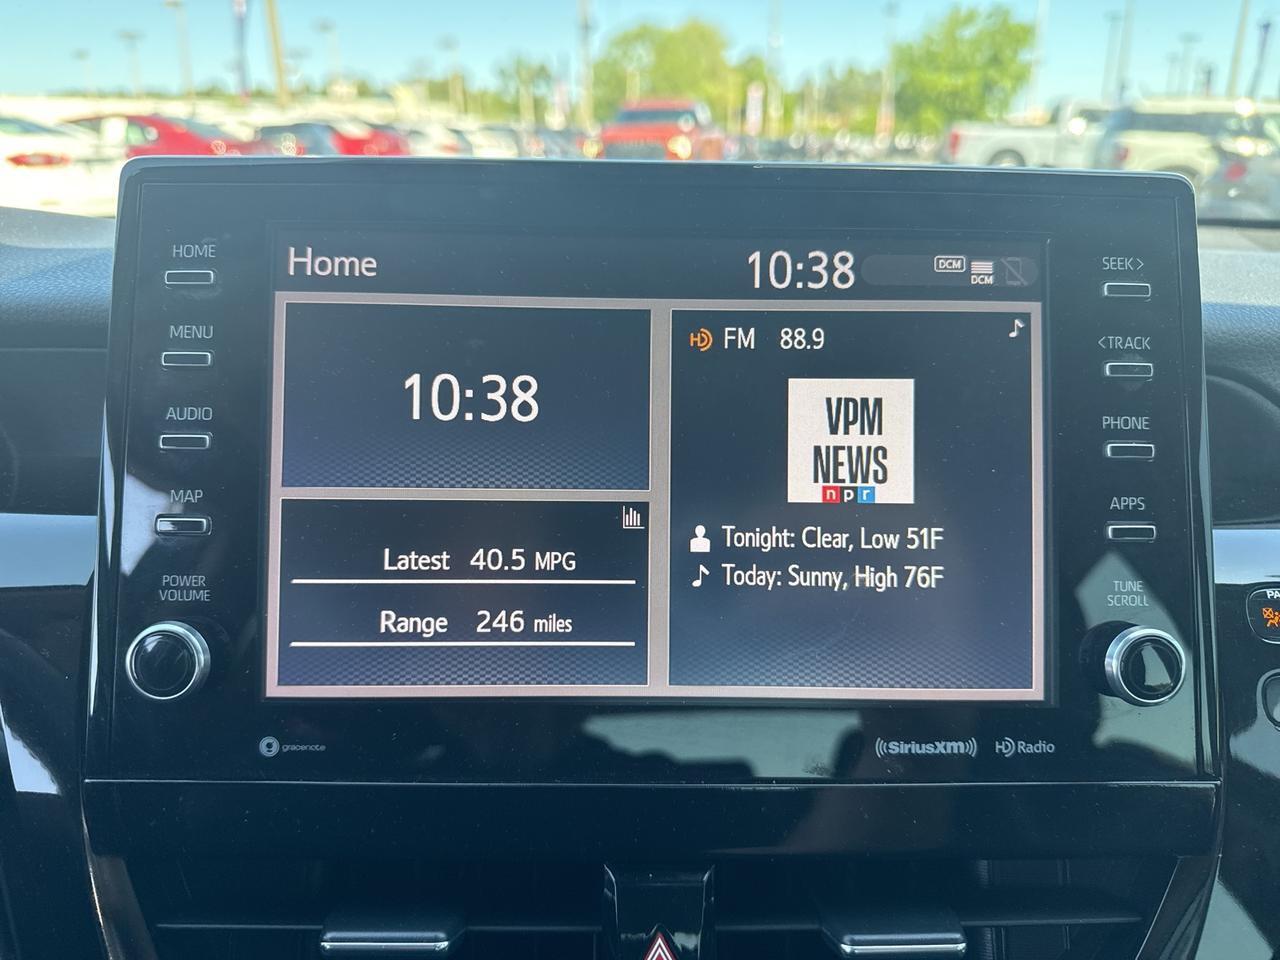 HOME
MENU
AUDIO
MAP
POWER
VOLUME
Home
10:38
DCM
DCM
10:38
Latest 40.5 MPG
Range 246 miles
HD FM 88.9
VPM
NEWS
npr
Tonight: Clear, Low 51F
Today: Sunny, High 76F
SEEK>
<TRACK
PHONE
APPS
TUNE
SCROLL
PA
gracenote
SiriusXM
HD Radio